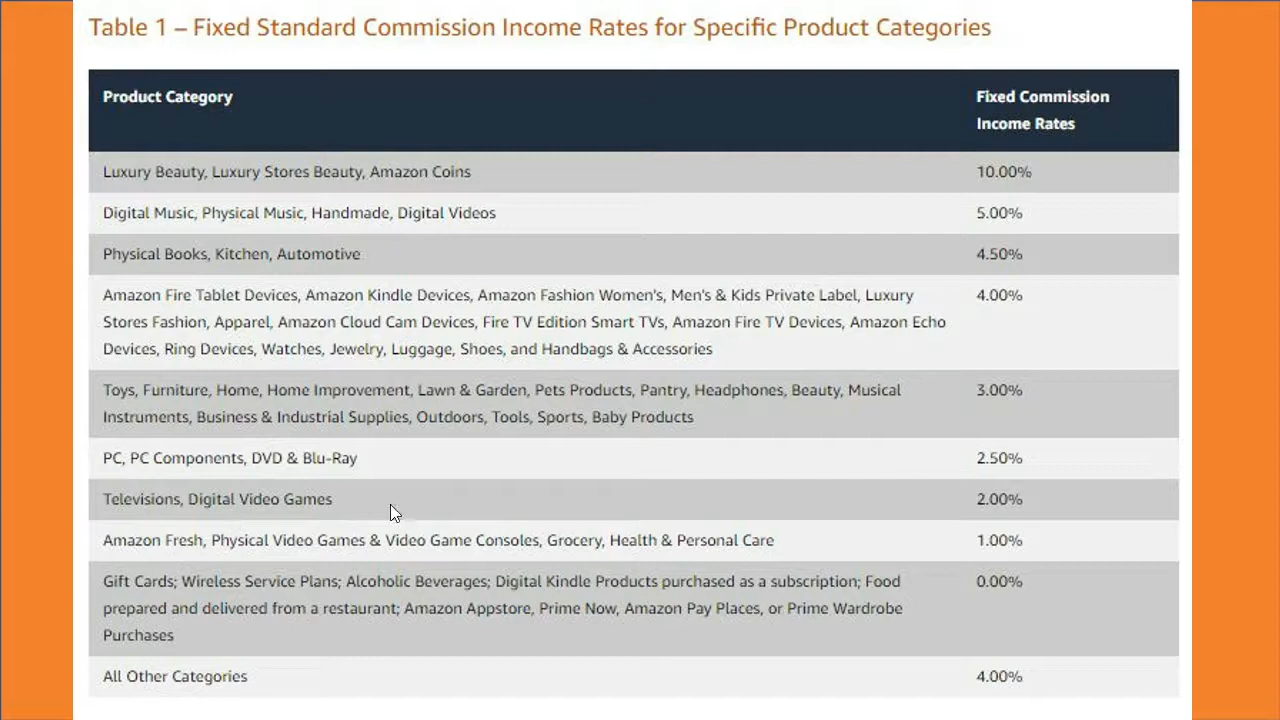 Table 1 – Fixed Standard Commission Income Rates for Specific Product Categories
Product Category
Fixed Commission
Income Rates
Luxury Beauty, Luxury Stores Beauty, Amazon Coins
10.00%
Digital Music, Physical Music, Handmade, Digital Videos
5.00%
Physical Books, Kitchen, Automotive
4.50%
Amazon Fire Tablet Devices, Amazon Kindle Devices, Amazon Fashion Women's, Men's & Kids Private Label, Luxury
4.00%
Stores Fashion, Apparel, Amazon Cloud Cam Devices, Fire TV Edition Smart TVs, Amazon Fire TV Devices, Amazon Echo
Devices, Ring Devices, Watches, Jewelry, Luggage, Shoes, and Handbags & Accessories
Toys, Furniture, Home, Home Improvement, Lawn & Garden, Pets Products, Pantry, Headphones, Beauty, Musical
3.00%
Instruments, Business & Industrial Supplies, Outdoors, Tools, Sports, Baby Products
PC, PC Components, DVD & Blu-Ray
2.50%
Televisions, Digital Video Games
2.00%
Amazon Fresh, Physical Video Games & Video Game Consoles, Grocery, Health & Personal Care
1.00%
Gift Cards; Wireless Service Plans; Alcoholic Beverages; Digital Kindle Products purchased as a subscription; Food
0.00%
prepared and delivered from a restaurant; Amazon Appstore, Prime Now, Amazon Pay Places, or Prime Wardrobe
Purchases
All Other Categories
4.00%